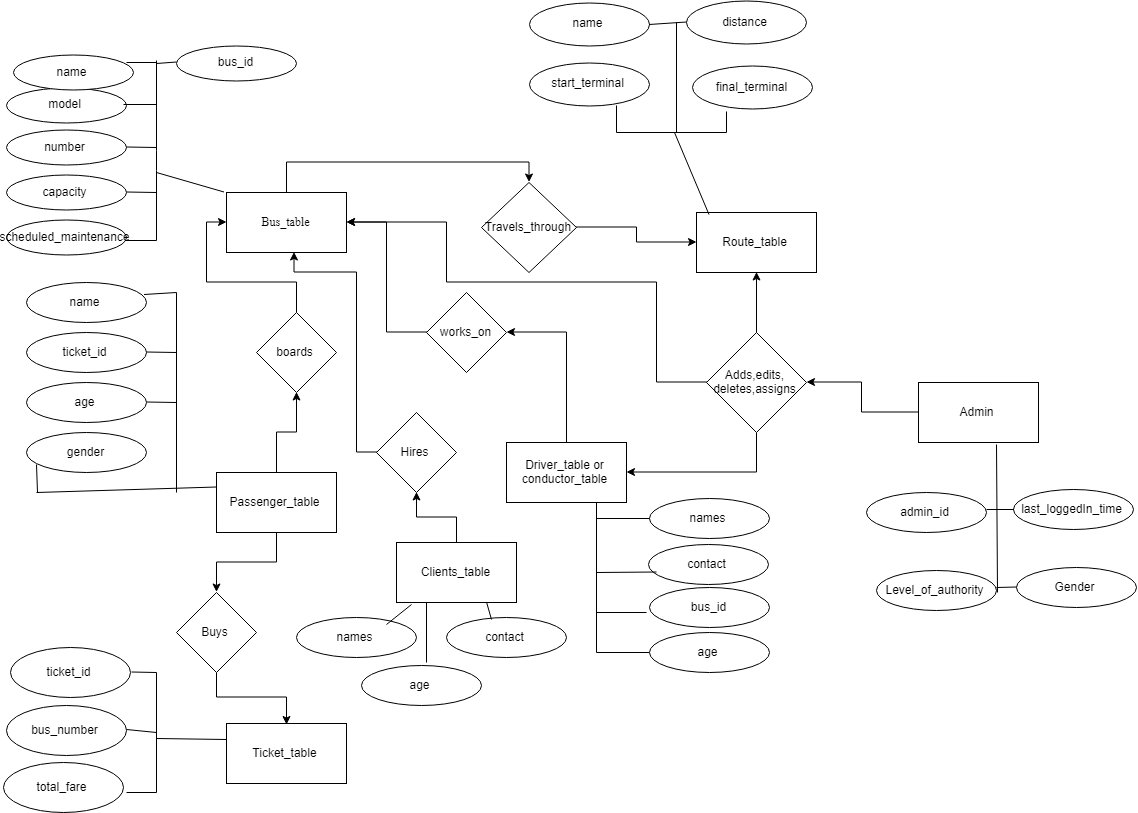 name
distance
start_terminal
final_terminal
bus_id
name
model
number
capacity
scheduled_maintenance
Bus_table
Travels_through
Route_table
name
ticket_id
age
gender
boards
works_on
Adds,edits,
deletes,assigns
Admin
Hires
Driver_table or
conductor_table
Passenger_table
names
contact
bus_id
age
admin_id
last_loggedIn_time
Level_of_authority
Gender
Clients_table
names
contact
age
Buys
ticket_id
bus_number
total_fare
Ticket_table